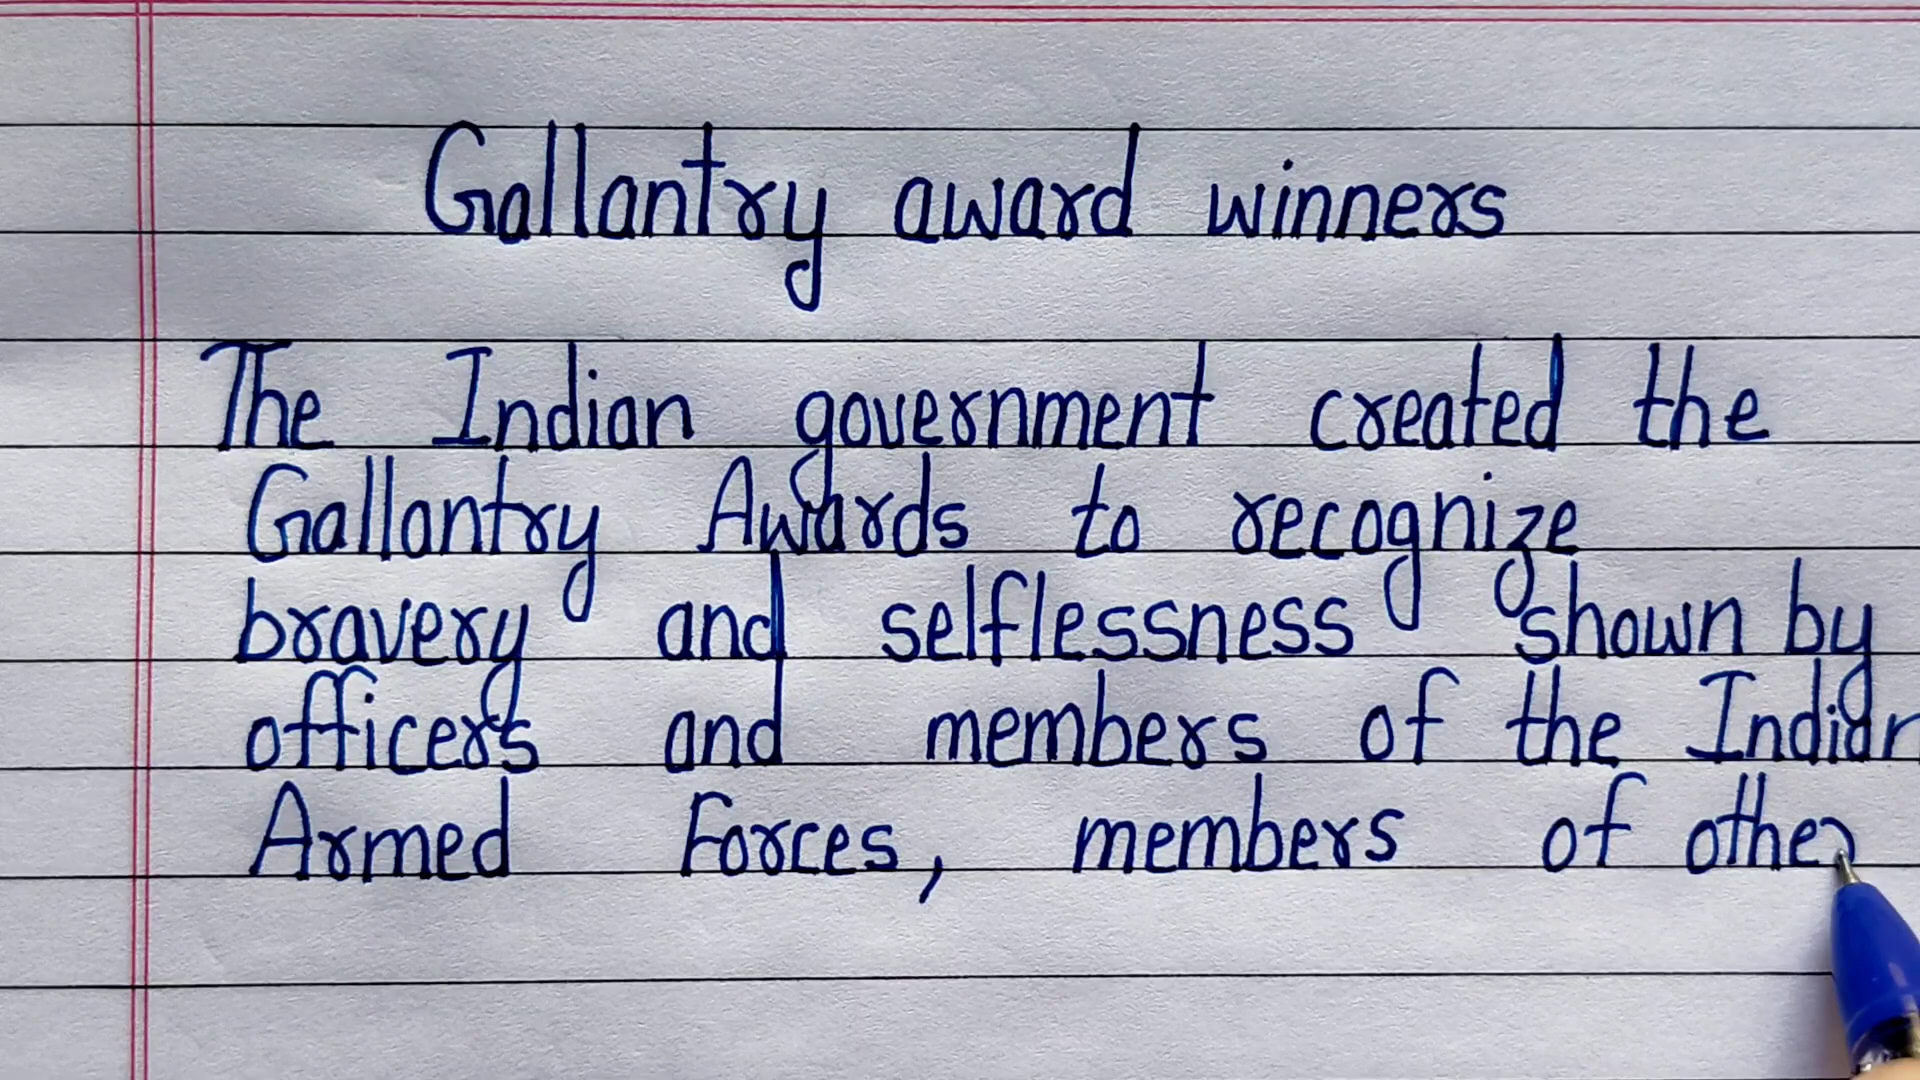 Gallantry award winners
The Indian government created the
Gallantry Awards to recognize
bravery and selflessness shown by
officers and members of the Indian
Armed Forces, members of other